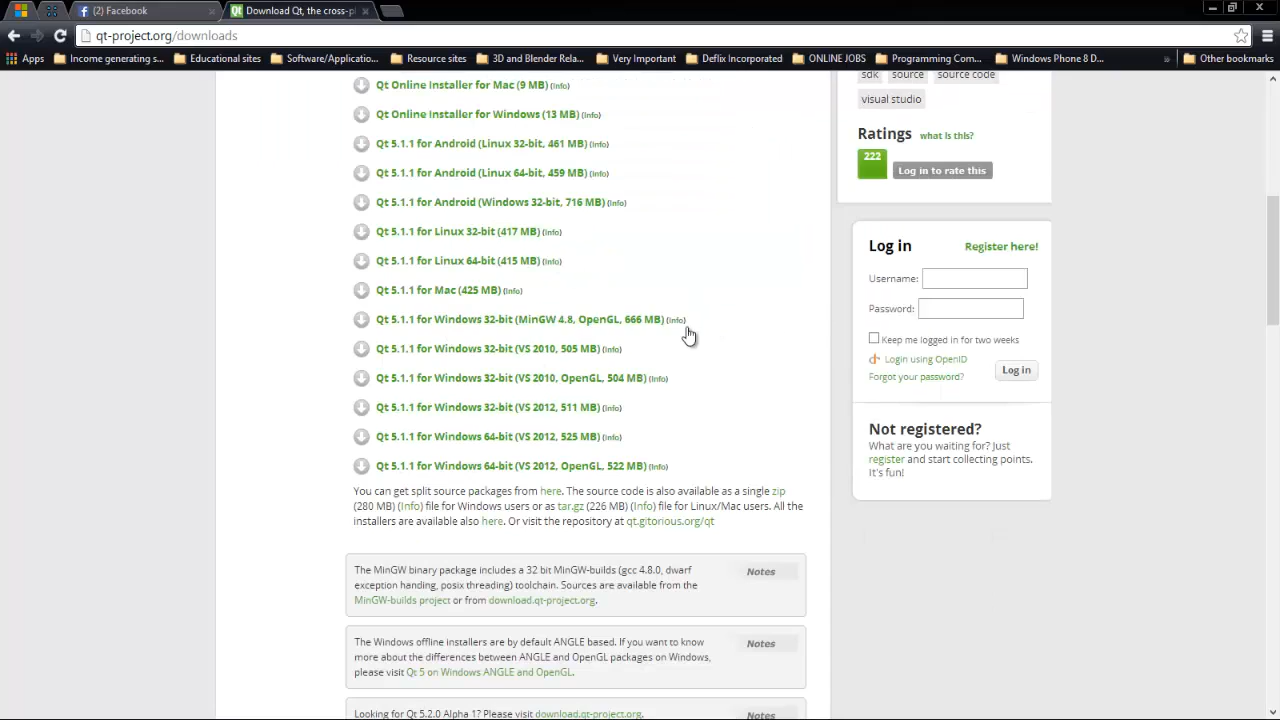 (2) Facebook
Download Qt, the cross-pl
qt-project.org/downloads
Apps
Income generating s...
Educational sites
Software/Applicatio...
Resource sites
3D and Blender Rela...
Very Important
Deflix Incorporated
ONLINE JOBS
Programming Com...
Windows Phone 8 D...
»
Other bookmarks
Qt Online Installer for Mac (9 MB) (Info)
Qt Online Installer for Windows (13 MB) (Info)
Qt 5.1.1 for Android (Linux 32-bit, 461 MB) (Info)
Qt 5.1.1 for Android (Linux 64-bit, 459 MB) (Info)
Qt 5.1.1 for Android (Windows 32-bit, 716 MB) (Info)
Qt 5.1.1 for Linux 32-bit (417 MB) (Info)
Qt 5.1.1 for Linux 64-bit (415 MB) (Info)
Qt 5.1.1 for Mac (425 MB) (Info)
Qt 5.1.1 for Windows 32-bit (MinGW 4.8, OpenGL, 666 MB) (Info)
Qt 5.1.1 for Windows 32-bit (VS 2010, 505 MB) (Info)
Qt 5.1.1 for Windows 32-bit (VS 2010, OpenGL, 504 MB) (Info)
Qt 5.1.1 for Windows 32-bit (VS 2012, 511 MB) (Info)
Qt 5.1.1 for Windows 64-bit (VS 2012, 525 MB) (Info)
Qt 5.1.1 for Windows 64-bit (VS 2012, OpenGL, 522 MB) (Info)
You can get split source packages from here. The source code is also available as a single zip
(280 MB) (Info) file for Windows users or as tar.gz (226 MB) (Info) file for Linux/Mac users. All the
installers are available also here. Or visit the repository at qt.gitorious.org/qt
The MinGW binary package includes a 32 bit MinGW-builds (gcc 4.8.0, dwarf
exception handing, posix threading) toolchain. Sources are available from the
MinGW-builds project or from download.qt-project.org.
Notes
The Windows offline installers are by default ANGLE based. If you want to know
more about the differences between ANGLE and OpenGL packages on Windows,
please visit Qt 5 on Windows ANGLE and OpenGL.
Notes
Looking for Qt 5.2.0 Alpha 1? Please visit download.qt-project.org.
Notes
sdk source source code
visual studio
Ratings what is this?
222
Log in to rate this
Log in
Register here!
Username:
Password:
Keep me logged in for two weeks
Login using OpenID
Forgot your password?
Log in
Not registered?
What are you waiting for? Just
register and start collecting points.
It's fun!